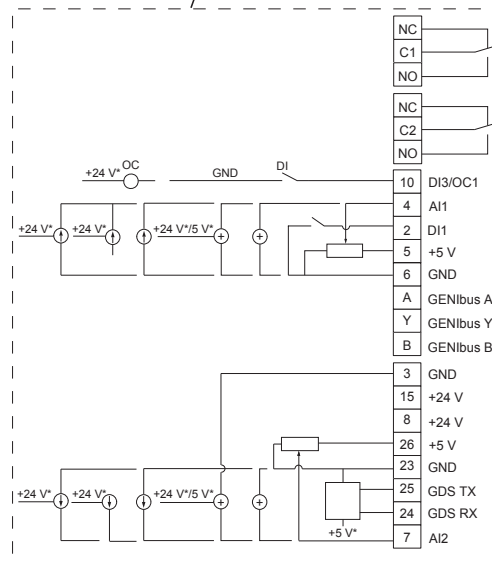 NC
C1
NO
NC
C2
NO
+24 V* OC GND DI 10 DI3/OC1
4 AI1
+24 V* +24 V* +24 V*/5 V* 2 DI1
5 +5 V
6 GND
A GENIbus A
Y GENIbus Y
B GENIbus B
3 GND
15 +24 V
8 +24 V
26 +5 V
23 GND
+24 V* +24 V* +24 V*/5 V* 25 GDS TX
24 GDS RX
+5 V* 7 AI2